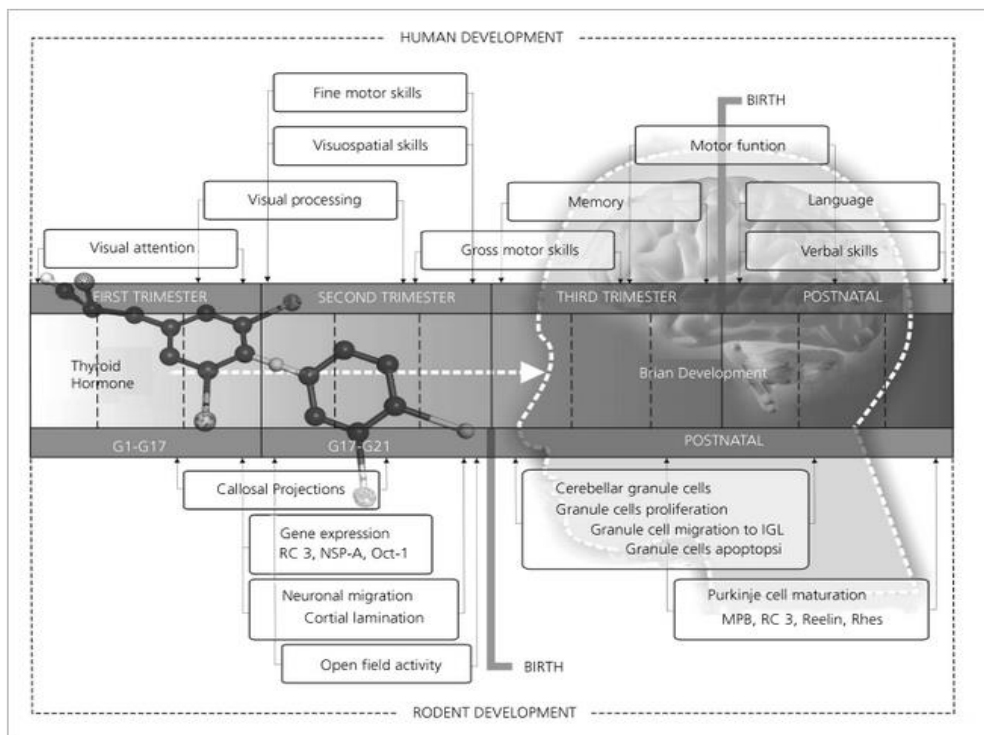 HUMAN DEVELOPMENT
Fine motor skills
BIRTH
Visuospatial skills
Motor funtion
Visual processing
Memory
Language
Visual attention
Gross motor skills
Verbal skills
FIRST TRIMESTER
SECOND TRIMESTER
THIRD TRIMESTER
POSTNATAL
Thyroid
Hormone
Brian Development
G1-G17
G17-G21
POSTNATAL
Callosal Projections
Cerebellar granule cells
Granule cells proliferation
Granule cell migration to IGL
Granule cells apoptopsi
Gene expression
RC 3, NSP-A, Oct-1
Neuronal migration
Cortial lamination
Purkinje cell maturation
MPB, RC 3, Reelin, Rhes
Open field activity
BIRTH
RODENT DEVELOPMENT